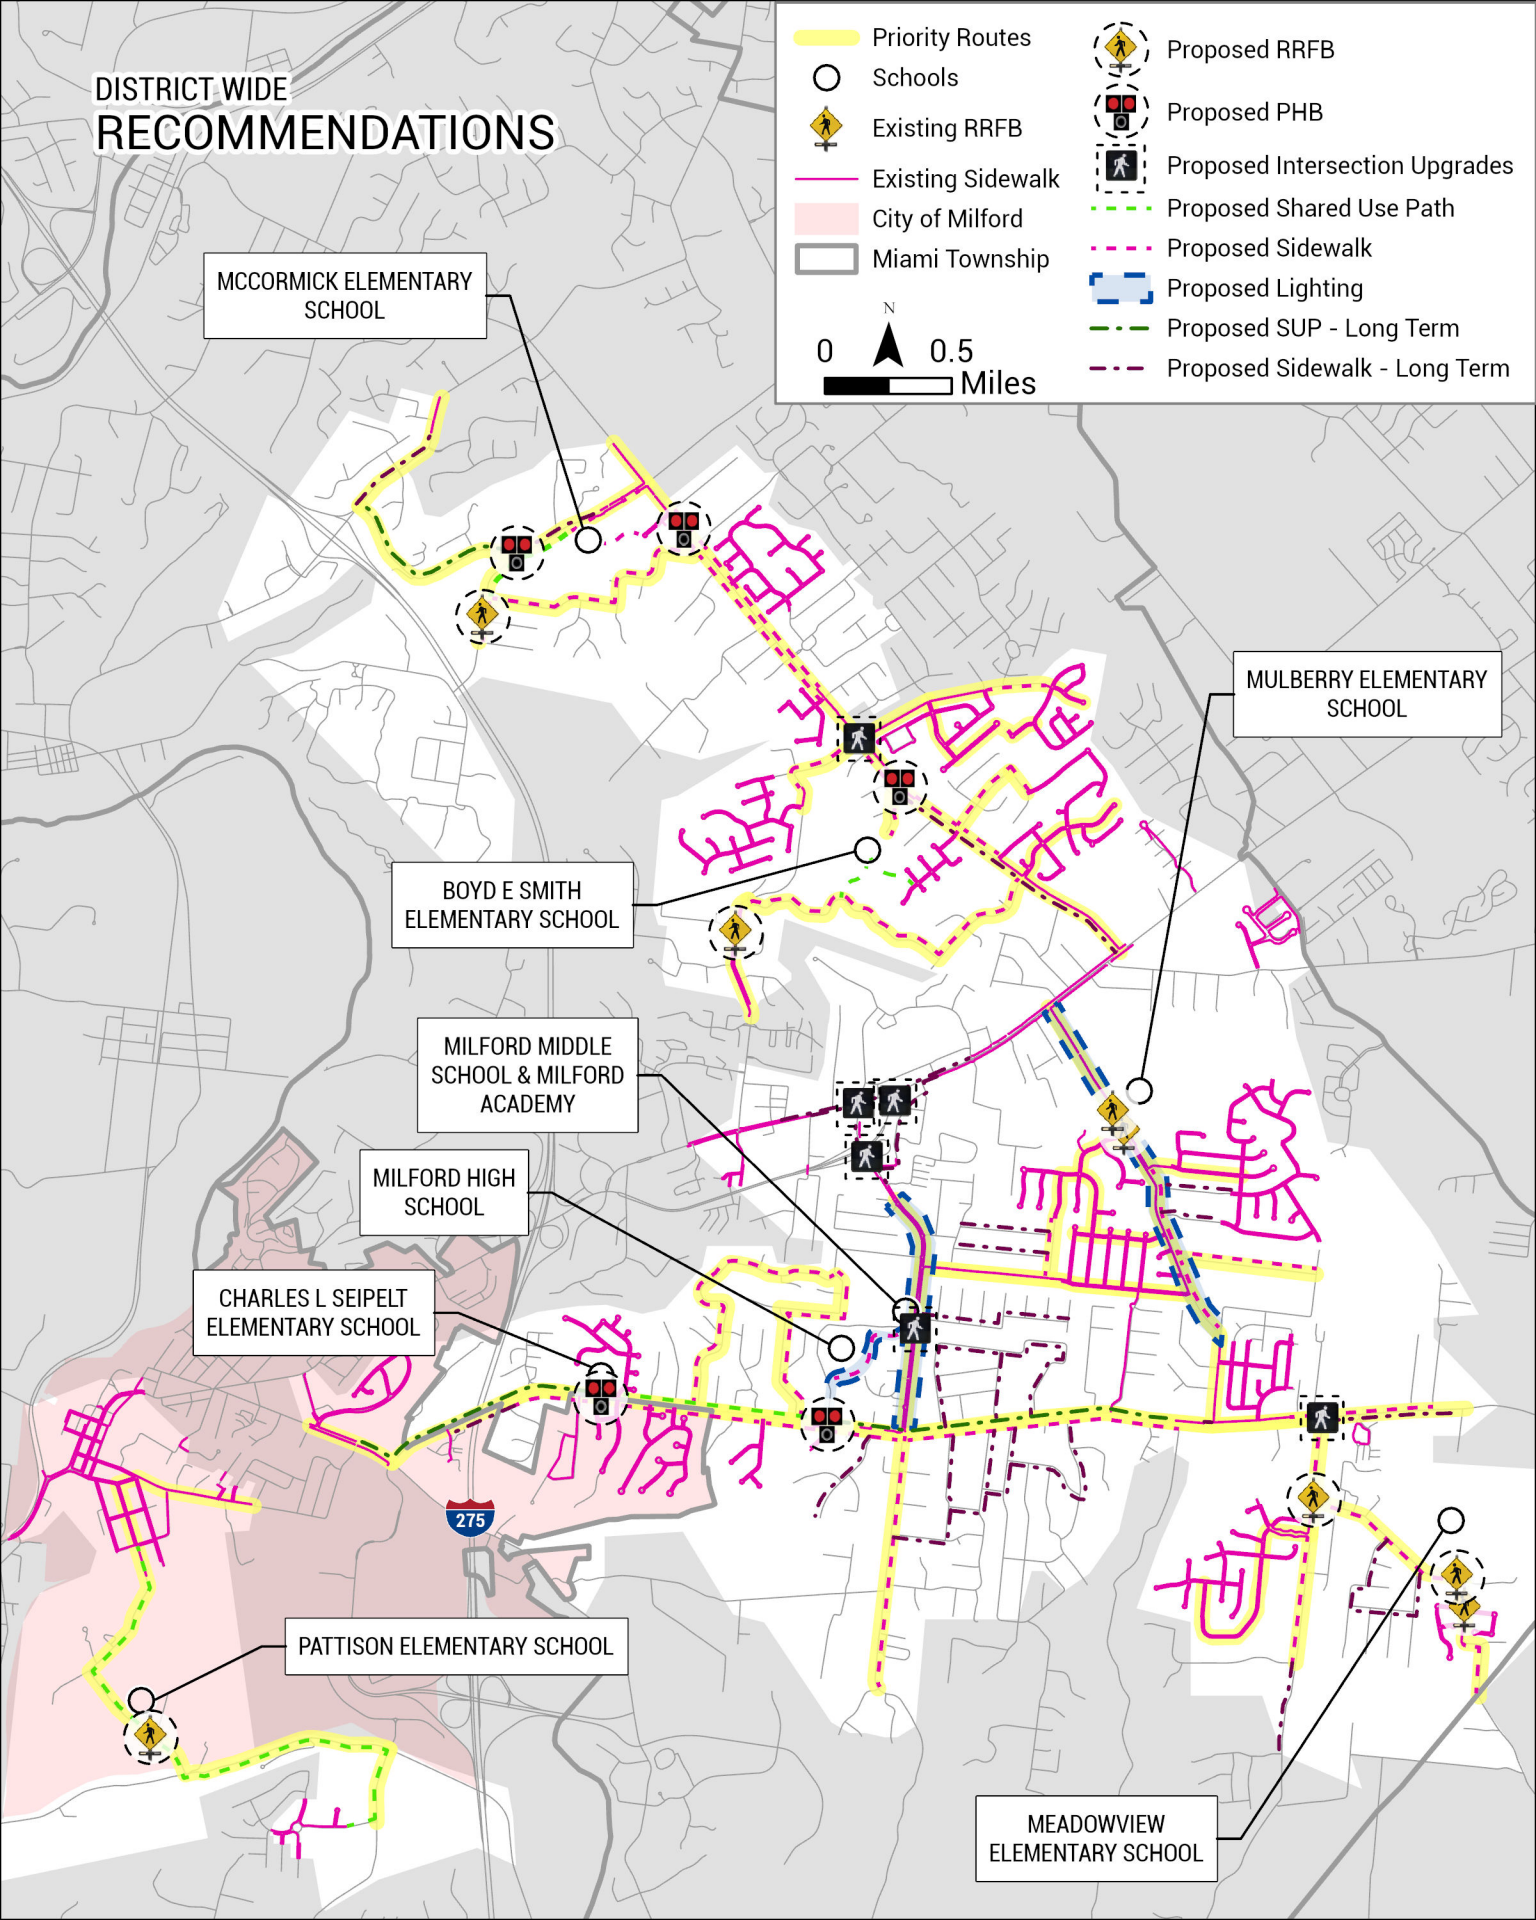 DISTRICT WIDE
RECOMMENDATIONS
Priority Routes
Schools
Existing RRFB
Existing Sidewalk
City of Milford
Miami Township
N
0 0.5
Miles
Proposed RRFB
Proposed PHB
Proposed Intersection Upgrades
Proposed Shared Use Path
Proposed Sidewalk
Proposed Lighting
Proposed SUP - Long Term
Proposed Sidewalk - Long Term
MCCORMICK ELEMENTARY
SCHOOL
MULBERRY ELEMENTARY
SCHOOL
BOYD E SMITH
ELEMENTARY SCHOOL
MILFORD MIDDLE
SCHOOL & MILFORD
ACADEMY
MILFORD HIGH
SCHOOL
CHARLES L SEIPELT
ELEMENTARY SCHOOL
275
PATTISON ELEMENTARY SCHOOL
MEADOWVIEW
ELEMENTARY SCHOOL